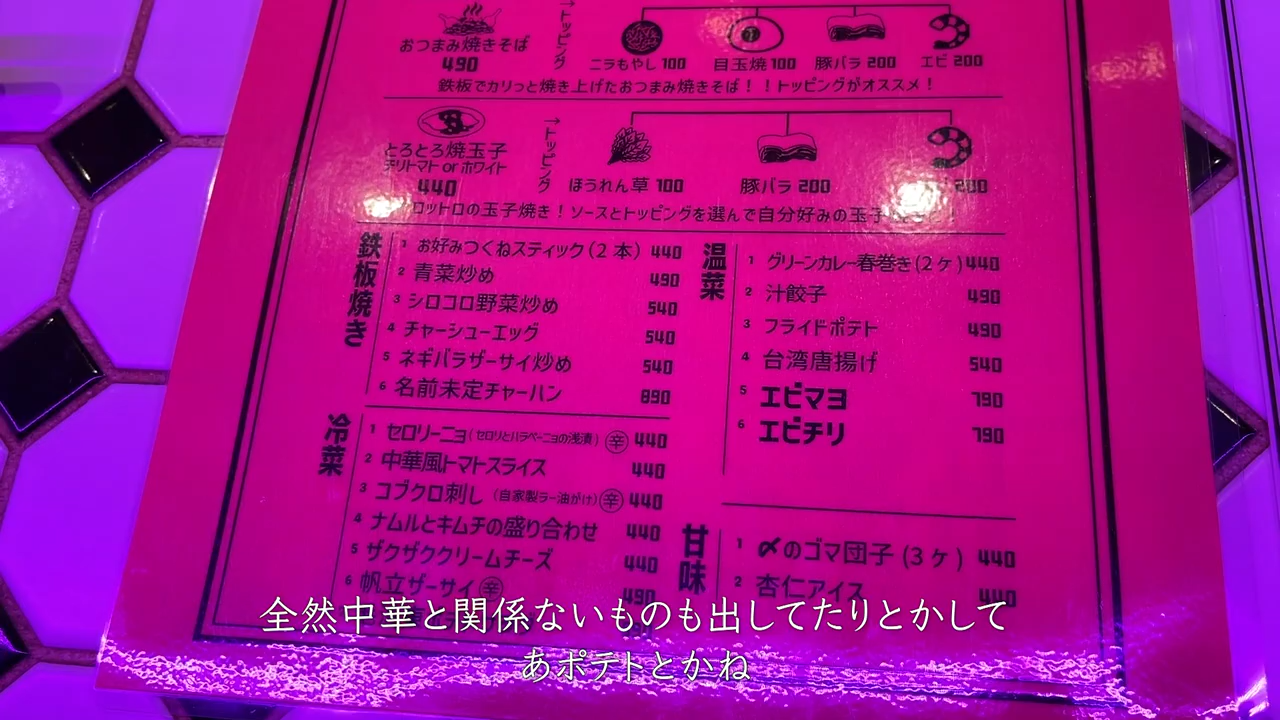 おつまみ焼きそば
490
→トッピング
ニラもやし 100
目玉焼 100
豚バラ 200
エビ 200
鉄板でカリっと焼き上げたおつまみ焼きそば！！トッピングがオススメ！
とろとろ焼玉子
チリトマト or ホワイト
440
→トッピング
ほうれん草 100
豚バラ 200
200
ロットロの玉子焼き！ソースとトッピングを選んで自分好みの玉子
鉄板焼き
1 お好みつくねスティック（2本）440
2 青菜炒め 490
3 シロコロ野菜炒め 540
4 チャーシューエッグ 540
5 ネギバラザーサイ炒め 540
6 名前未定チャーハン 890
冷菜
1 セロリーニョ（セロリとハラペーニョの浅漬）辛 440
2 中華風トマトスライス 440
3 コブクロ刺し（自家製ラー油がけ）辛 440
4 ナムルとキムチの盛り合わせ 440
5 ザクザククリームチーズ 440
6 帆立ザーサイ 辛 490
温菜
1 グリーンカレー春巻き(2ケ) 440
2 汁餃子 490
3 フライドポテト 490
4 台湾唐揚げ 540
5 エビマヨ 790
6 エビチリ 790
甘味
1 〆のゴマ団子(3ケ) 440
2 杏仁アイス 440
全然中華と関係ないものも出してたりとかして
あポテトとかね